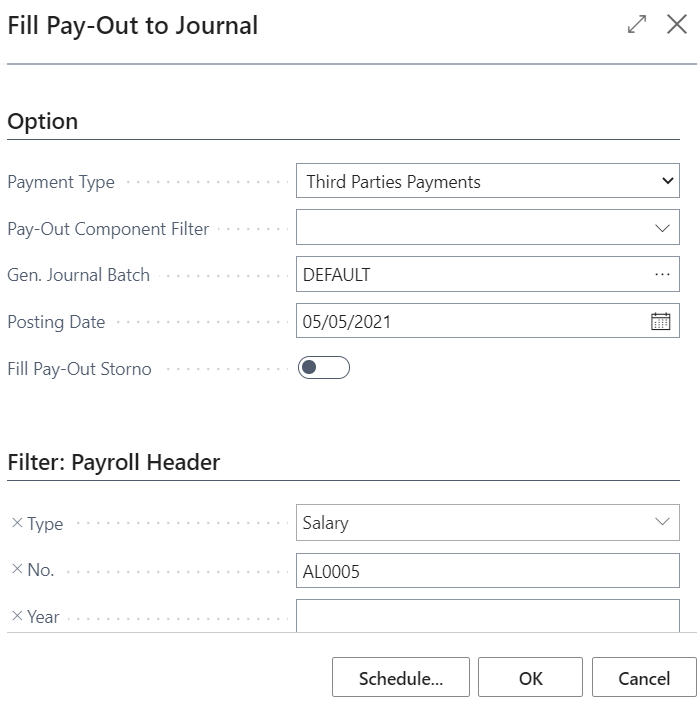 Fill Pay-Out to Journal
Option
Payment Type Third Parties Payments
Pay-Out Component Filter
Gen. Journal Batch DEFAULT
Posting Date 05/05/2021
Fill Pay-Out Storno
Filter: Payroll Header
Type Salary
No. AL0005
Year
Schedule... OK Cancel